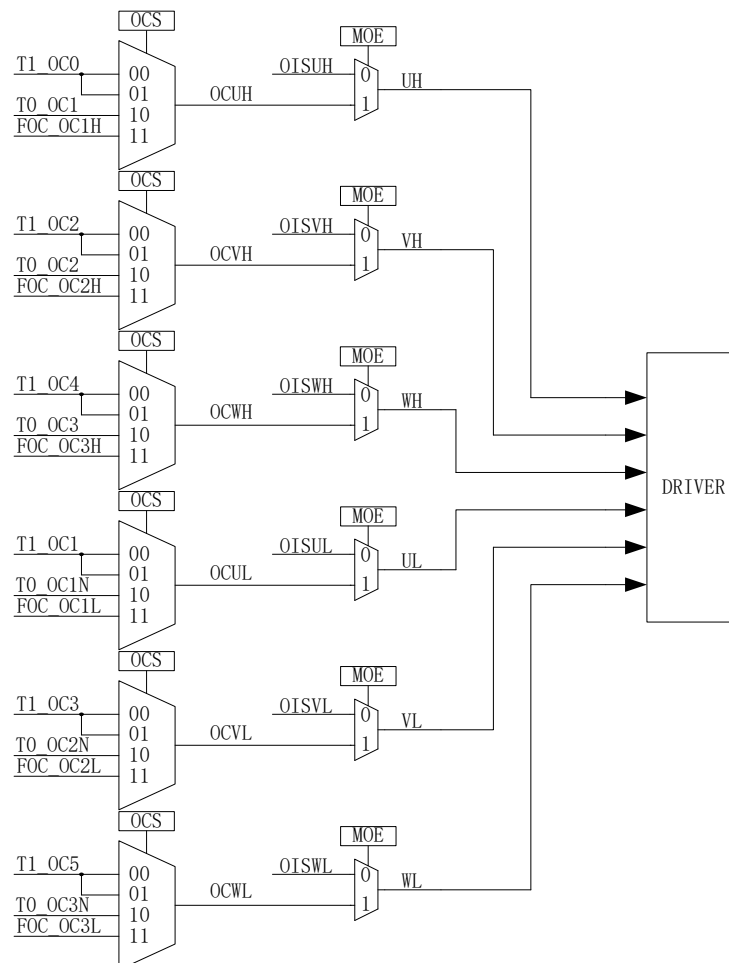 OCS
MOE
T1_OC0
00
OISUH
0
UH
01
OCUH
1
T0_OC1
10
FOC_OC1H
11
OCS
MOE
T1_OC2
00
OISVH
0
VH
01
OCVH
1
T0_OC2
10
FOC_OC2H
11
OCS
MOE
T1_OC4
00
OISWH
0
WH
01
OCWH
1
T0_OC3
10
FOC_OC3H
11
DRIVER
OCS
MOE
T1_OC1
00
OISUL
0
UL
01
OCUL
1
T0_OC1N
10
FOC_OC1L
11
OCS
MOE
T1_OC3
00
OISVL
0
VL
01
OCVL
1
T0_OC2N
10
FOC_OC2L
11
OCS
MOE
T1_OC5
00
OISWL
0
WL
01
OCWL
1
T0_OC3N
10
FOC_OC3L
11